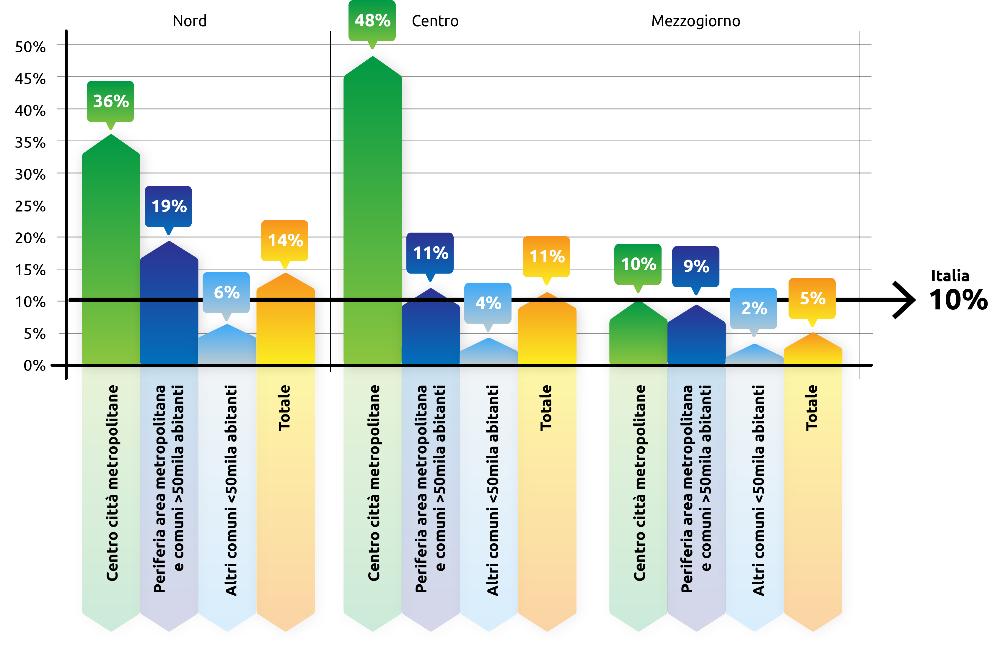 Nord
Centro
Mezzogiorno
50%
45%
40%
35%
30%
25%
20%
15%
10%
5%
0%
36%
19%
6%
14%
48%
11%
4%
11%
10%
9%
2%
5%
Italia
10%
Centro città metropolitane
Periferia area metropolitana
e comuni >50mila abitanti
Altri comuni <50mila abitanti
Totale
Centro città metropolitane
Periferia area metropolitana
e comuni >50mila abitanti
Altri comuni <50mila abitanti
Totale
Centro città metropolitane
Periferia area metropolitana
e comuni >50mila abitanti
Altri comuni <50mila abitanti
Totale